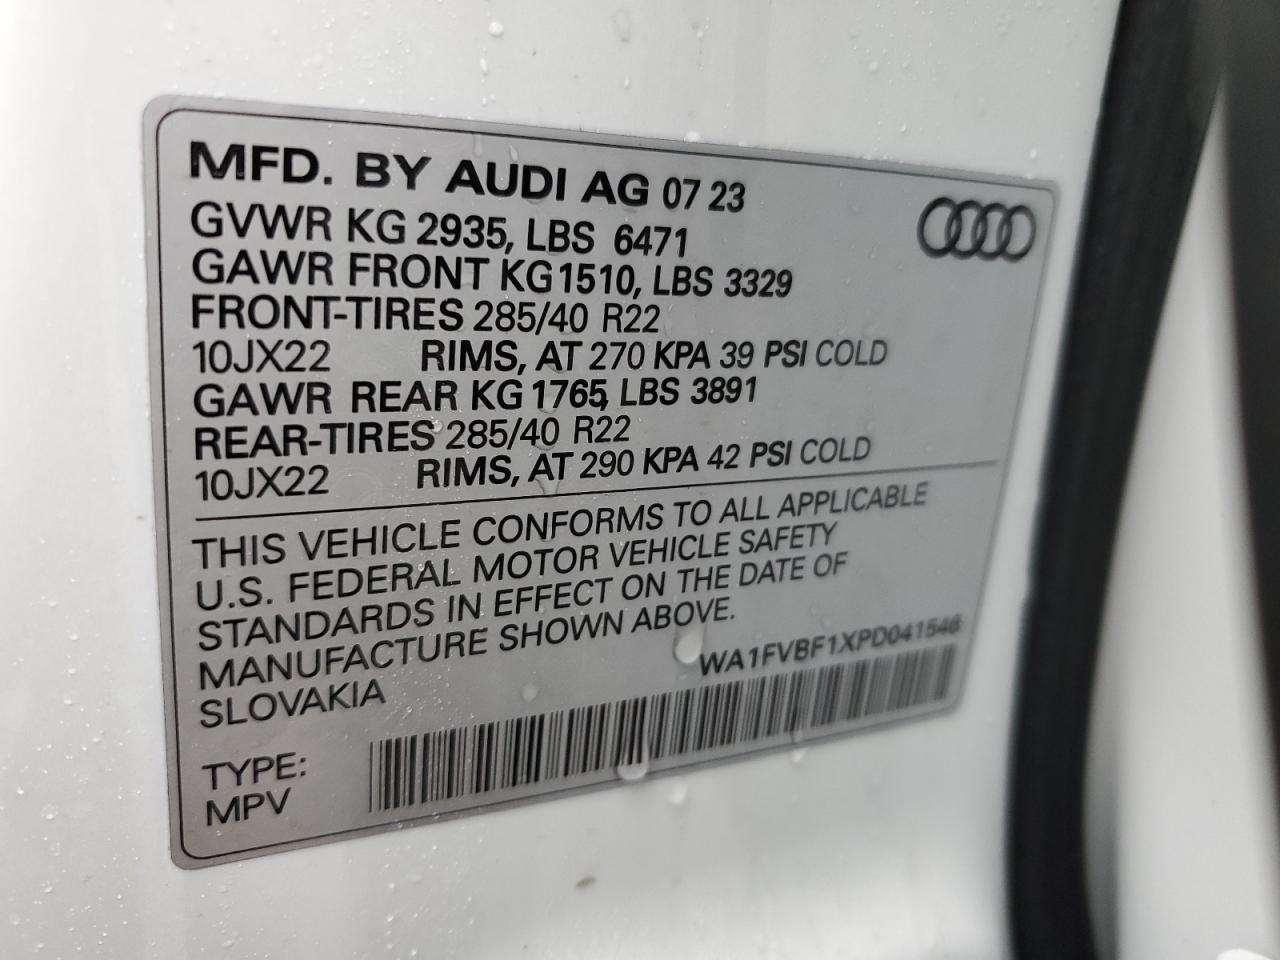 MFD. BY AUDI AG 07 23
GVWR KG 2935, LBS 6471
GAWR FRONT KG 1510, LBS 3329
FRONT-TIRES 285/40 R22
10JX22 RIMS, AT 270 KPA 39 PSI COLD
GAWR REAR KG 1765, LBS 3891
REAR-TIRES 285/40 R22
10JX22 RIMS, AT 290 KPA 42 PSI COLD
THIS VEHICLE CONFORMS TO ALL APPLICABLE
U.S. FEDERAL MOTOR VEHICLE SAFETY
STANDARDS IN EFFECT ON THE DATE OF
MANUFACTURE SHOWN ABOVE.
SLOVAKIA
WA1FVBF1XPD041546
TYPE:
MPV